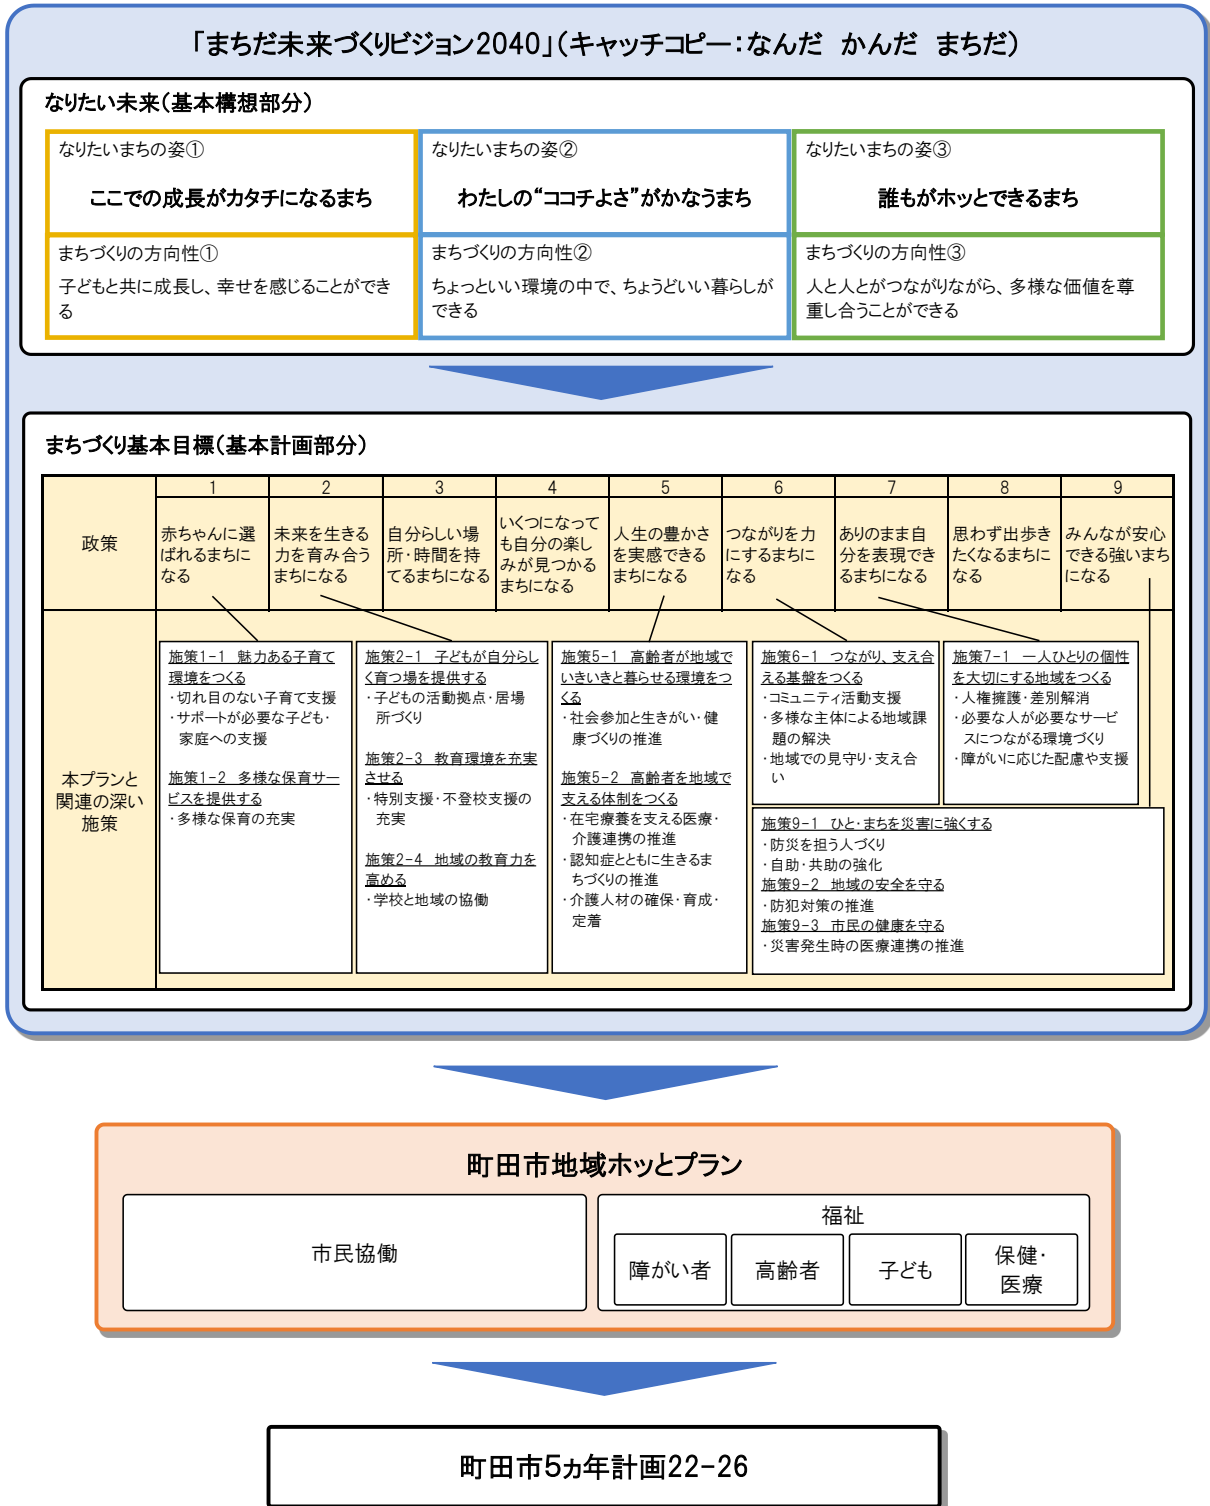 「まちだ未来づくりビジョン2040」(キャッチコピー:なんだ かんだ まちだ)
なりたい未来(基本構想部分)
なりたいまちの姿①
ここでの成長がカタチになるまち
まちづくりの方向性①
子どもと共に成長し、幸せを感じることができ
る
なりたいまちの姿②
わたしの“ココチよさ”がかなうまち
まちづくりの方向性②
ちょっといい環境の中で、ちょうどいい暮らしが
できる
なりたいまちの姿③
誰もがホッとできるまち
まちづくりの方向性③
人と人とがつながりながら、多様な価値を尊
重し合うことができる
まちづくり基本目標(基本計画部分)
政策
1
赤ちゃんに選
ばれるまちに
なる
2
未来を生きる
力を育み合う
まちになる
3
自分らしい場
所・時間を持
てるまちになる
4
いくつになって
も自分の楽し
みが見つかる
まちになる
5
人生の豊かさ
を実感できる
まちになる
6
つながりを力
にするまちに
なる
7
ありのまま自
分を表現でき
るまちになる
8
思わず出歩き
たくなるまちに
なる
9
みんなが安心
できる強いまち
になる
本プランと
関連の深い
施策
施策1-1 魅力ある子育て
環境をつくる
・切れ目のない子育て支援
・サポートが必要な子ども・
家庭への支援
施策1-2 多様な保育サー
ビスを提供する
・多様な保育の充実
施策2-1 子どもが自分らし
く育つ場を提供する
・子どもの活動拠点・居場
所づくり
施策2-3 教育環境を充実
させる
・特別支援・不登校支援の
充実
施策2-4 地域の教育力を
高める
・学校と地域の協働
施策5-1 高齢者が地域で
いきいきと暮らせる環境をつ
くる
・社会参加と生きがい・健
康づくりの推進
施策5-2 高齢者を地域で
支える体制をつくる
・在宅療養を支える医療・
介護連携の推進
・認知症とともに生きるま
ちづくりの推進
・介護人材の確保・育成・
定着
施策6-1 つながり、支え合
える基盤をつくる
・コミュニティ活動支援
・多様な主体による地域課
題の解決
・地域での見守り・支え合
い
施策7-1 一人ひとりの個性
を大切にする地域をつくる
・人権擁護・差別解消
・必要な人が必要なサービ
スにつながる環境づくり
・障がいに応じた配慮や支援
施策9-1 ひと・まちを災害に強くする
・防災を担う人づくり
・自助・共助の強化
施策9-2 地域の安全を守る
・防犯対策の推進
施策9-3 市民の健康を守る
・災害発生時の医療連携の推進
町田市地域ホッとプラン
市民協働
福祉
障がい者
高齢者
子ども
保健・
医療
町田市5ヵ年計画22-26